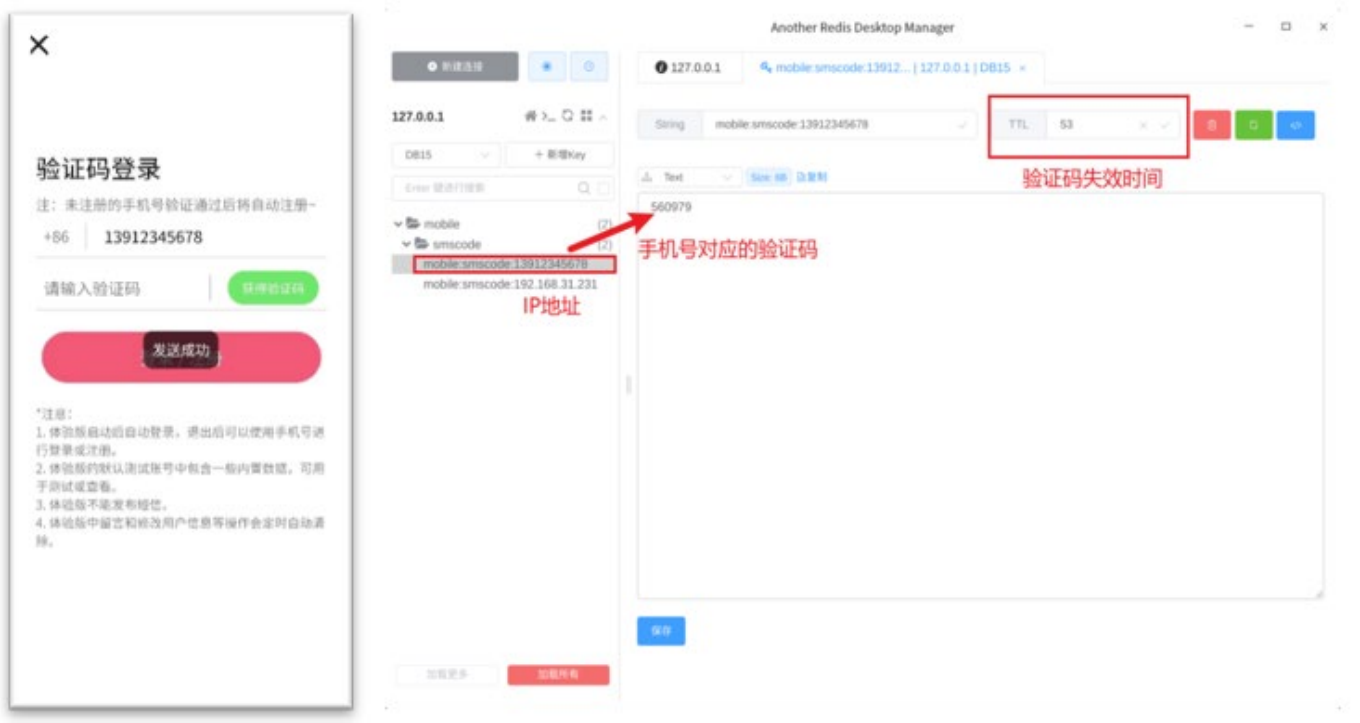 验证码登录
注：未注册的手机号验证通过后将自动注册~
+86 13912345678
请输入验证码 获得验证码
发送成功
*注意：
1. 体验版启动后自动登录，退出后可以使用手机号进
行登录或注册。
2. 体验版的默认测试账号中包含一些内置数据，可用
于测试或查看。
3. 体验版不能发布短信。
4. 体验版中留言和修改用户信息等操作会定时自动清
除。
Another Redis Desktop Manager
新建连接
127.0.0.1
DB15 + 新增Key
Enter 键进行搜索
mobile (2)
smscode (2)
mobile:smscode:13912345678
mobile:smscode:192.168.31.231
IP地址
加载更多 加载所有
127.0.0.1 mobile:smscode:13912... | 127.0.0.1 | DB15 ×
String mobile:smscode:13912345678 TTL 53
验证码失效时间
Text Size: 6B 复制
560979
手机号对应的验证码
保存